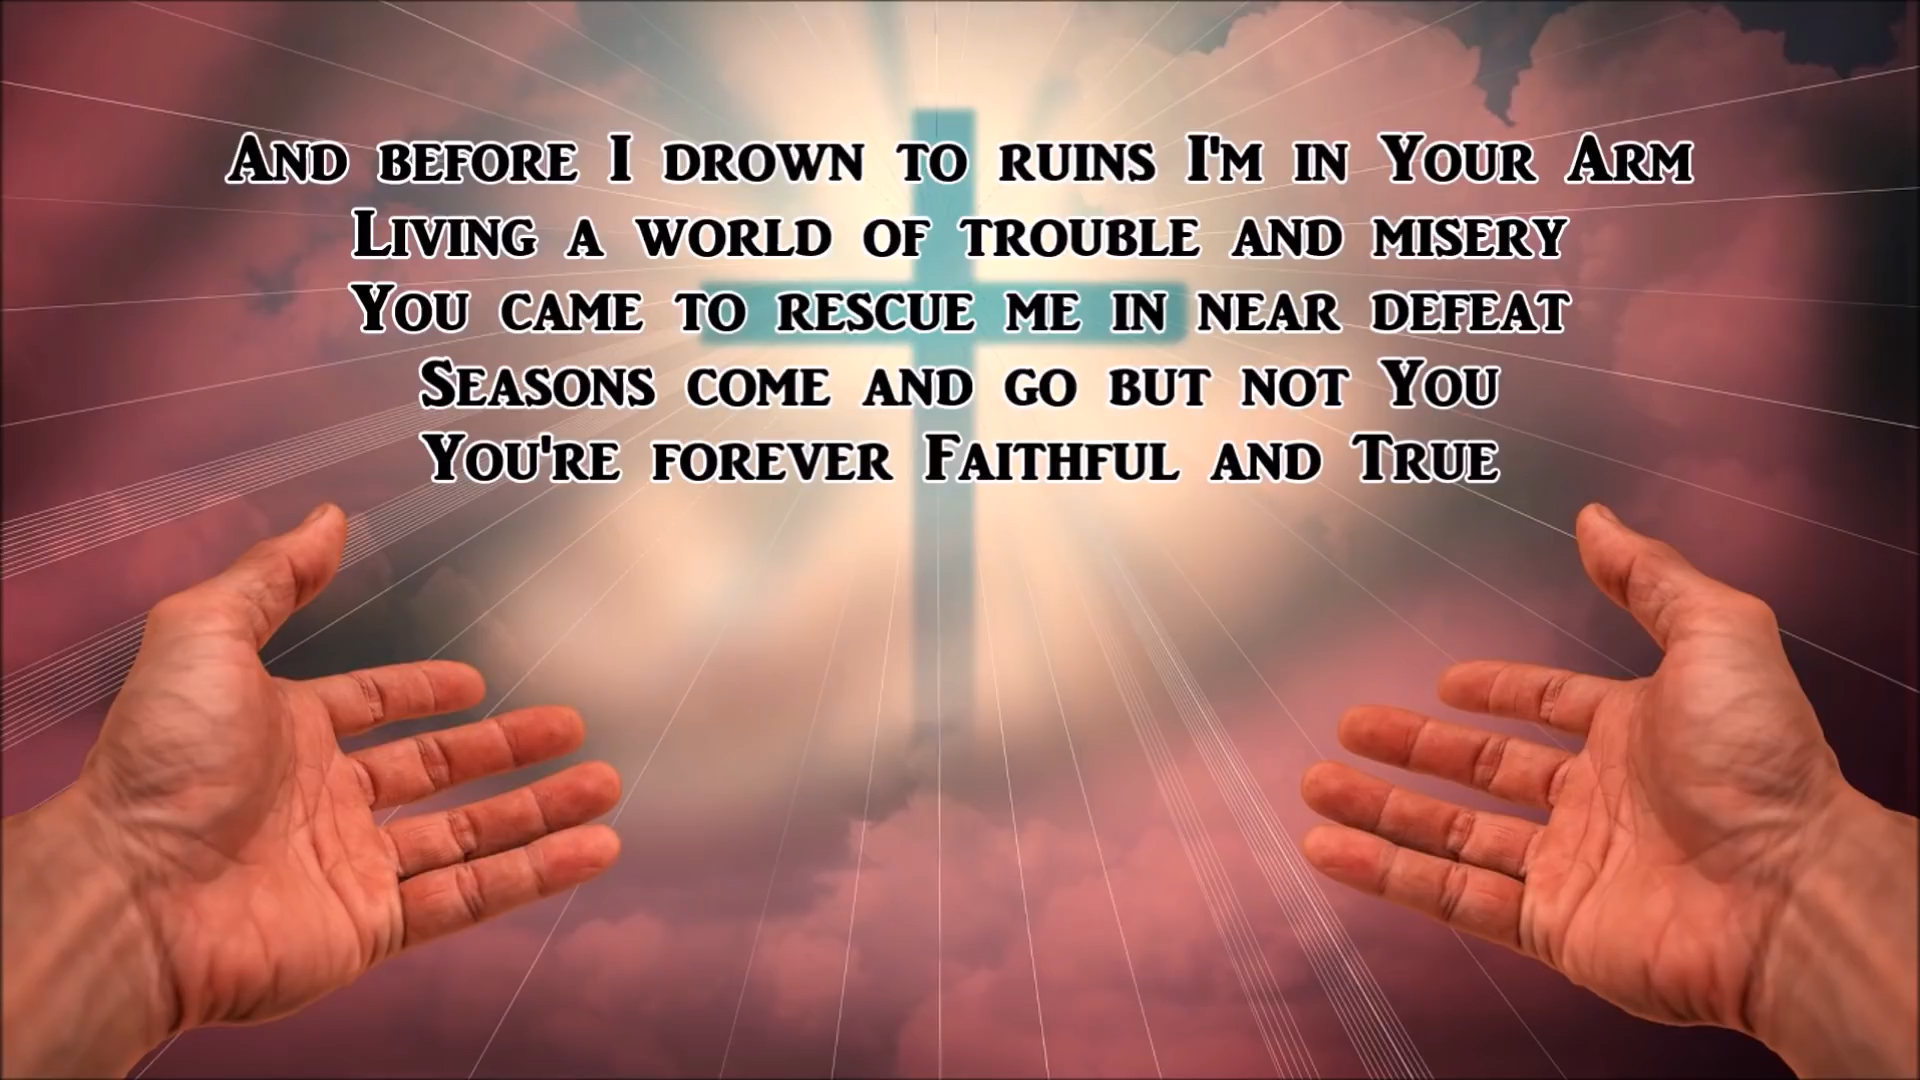 And before I drown to ruins I'm in Your Arm
Living a world of trouble and misery
You came to rescue me in near defeat
Seasons come and go but not You
You're forever Faithful and True